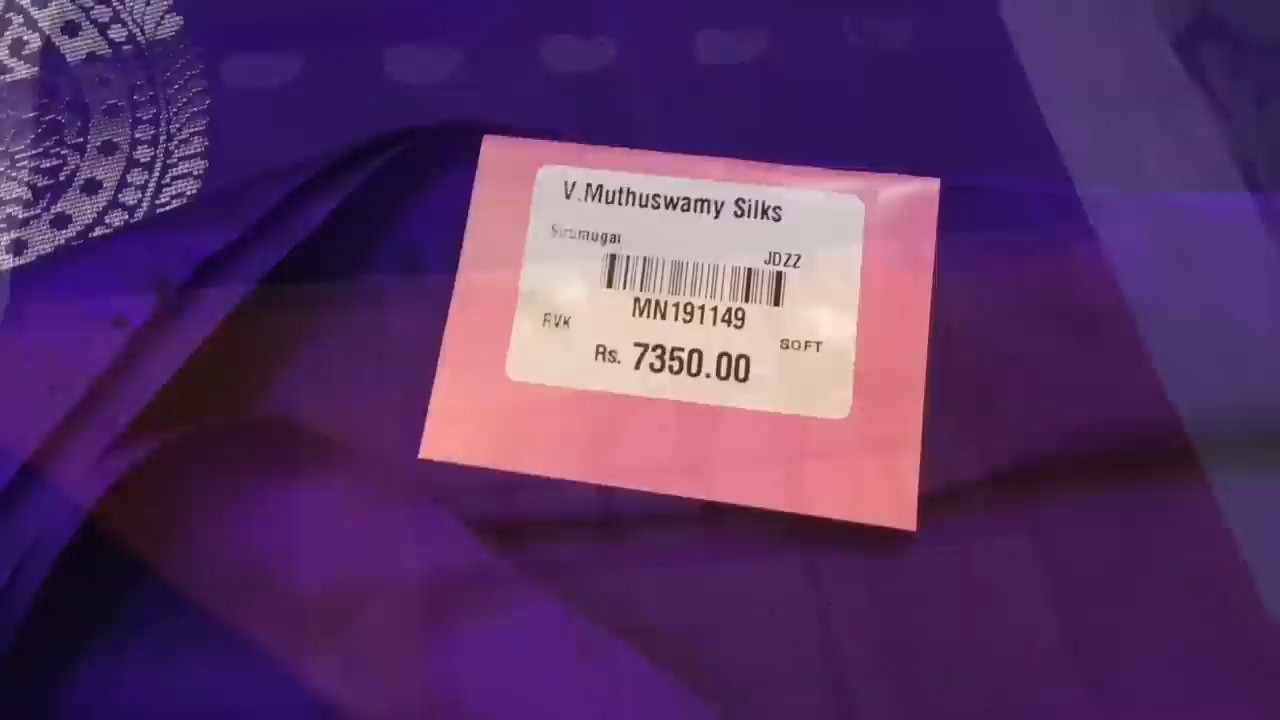 V.Muthuswamy Silks
Sirumugai
JDZZ
MN191149
RVK
SOFT
Rs. 7350.00